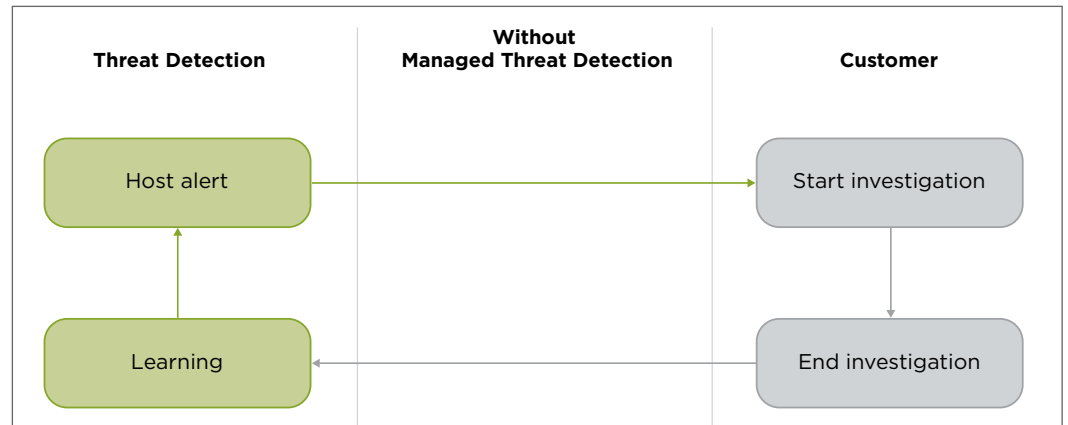 Threat Detection
Without
Managed Threat Detection
Customer
Host alert
Start investigation
Learning
End investigation